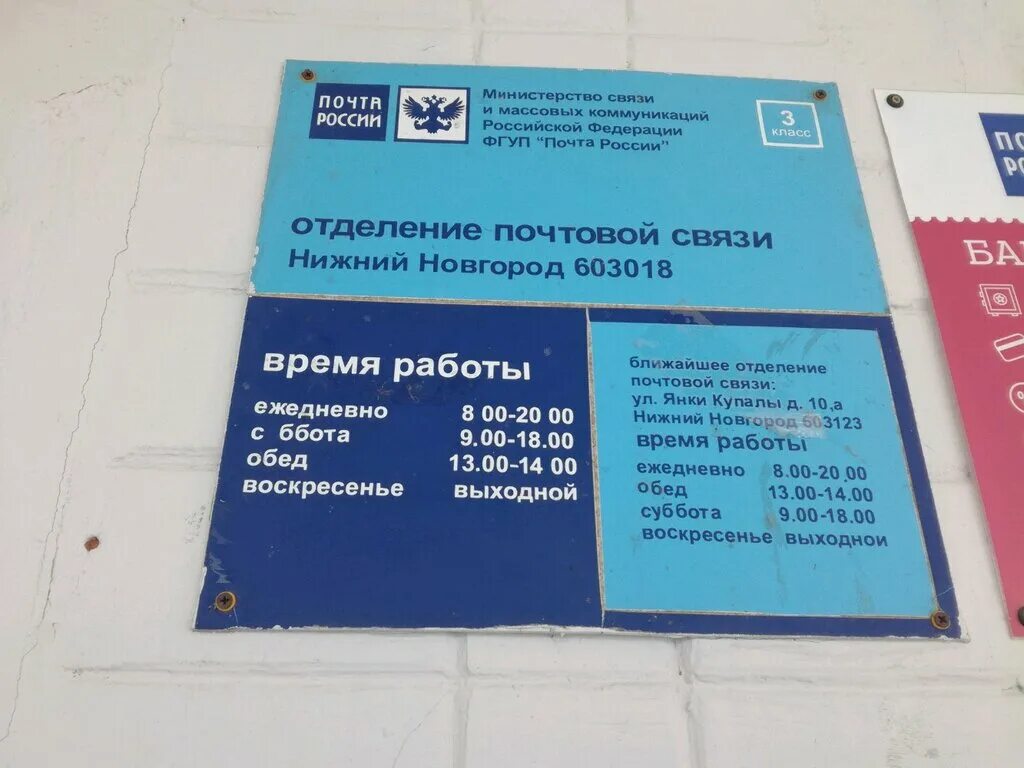 ПОЧТА
РОССИИ
Министерство связи
и массовых коммуникаций
Российской Федерации
ФГУП "Почта России"
3
класс
отделение почтовой связи
Нижний Новгород 603018
время работы
ежедневно 8 00-20 00
с ббота 9.00-18.00
обед 13.00-14 00
воскресенье выходной
ближайшее отделение
почтовой связи:
ул. Янки Купалы д. 10,а
Нижний Новгород 603123
время работы
ежедневно 8.00-20 00
обед 13.00-14.00
суббота 9.00-18.00
воскресенье выходнои
ПО
РО
БА